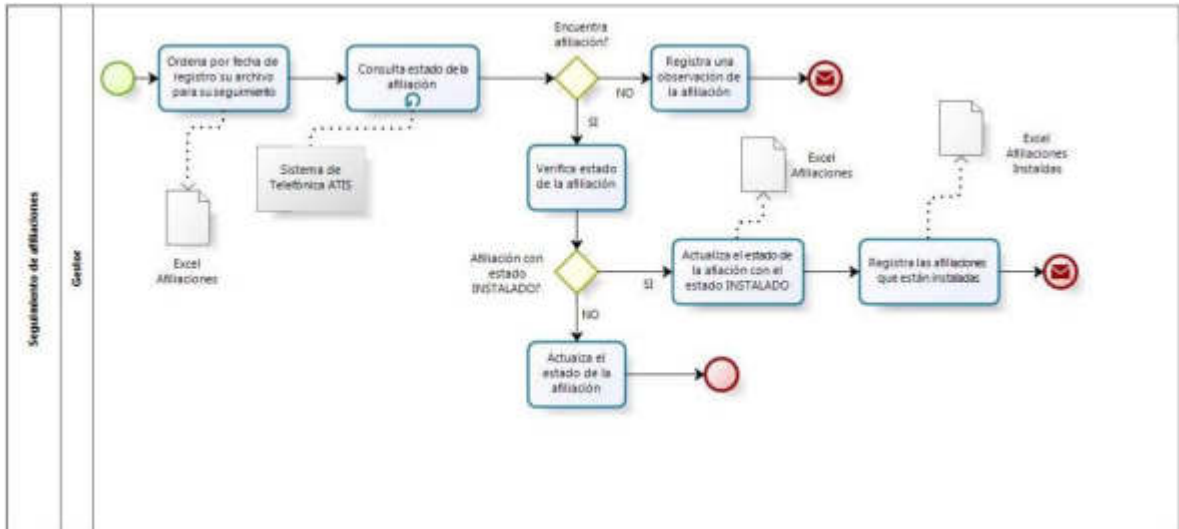 Seguimiento de afiliaciones
Gestor
Ordena por fecha de
registro su archivo
para su seguimiento
Excel
Afiliaciones
Consulta estado de la
afiliación
Sistema de
Telefónica ATIS
Encuentra
afiliación?
NO
Registra una
observación de
la afiliación
SI
Verifica estado
de la afiliación
Afiliación con
estado
INSTALADO?
SI
Actualiza el estado de
la afiación con el
estado INSTALADO
Excel
Afiliaciones
Registra las afiliaciones
que están instaladas
Excel
Afiliaciones
Instaldas
NO
Actualiza el
estado de la
afiliación